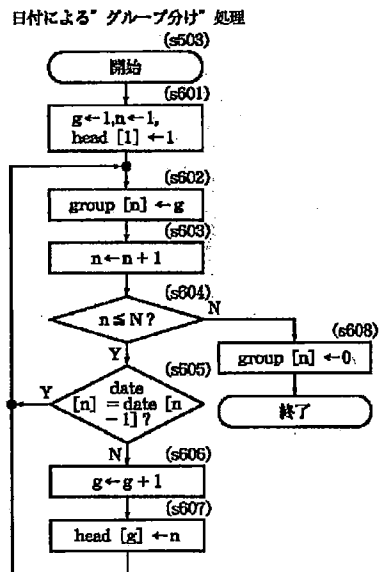 日付による”グループ分け”処理
(s503)
開始
(s601)
g←1,n←1,
head [1] ←1
(s602)
group [n] ←g
(s603)
n←n+1
(s604)
n≦N?
N
Y
(s608)
group [n] ←0
終了
(s605)
date
[n] =date [n
-1] ?
Y
N
(s606)
g←g+1
(s607)
head [g] ←n